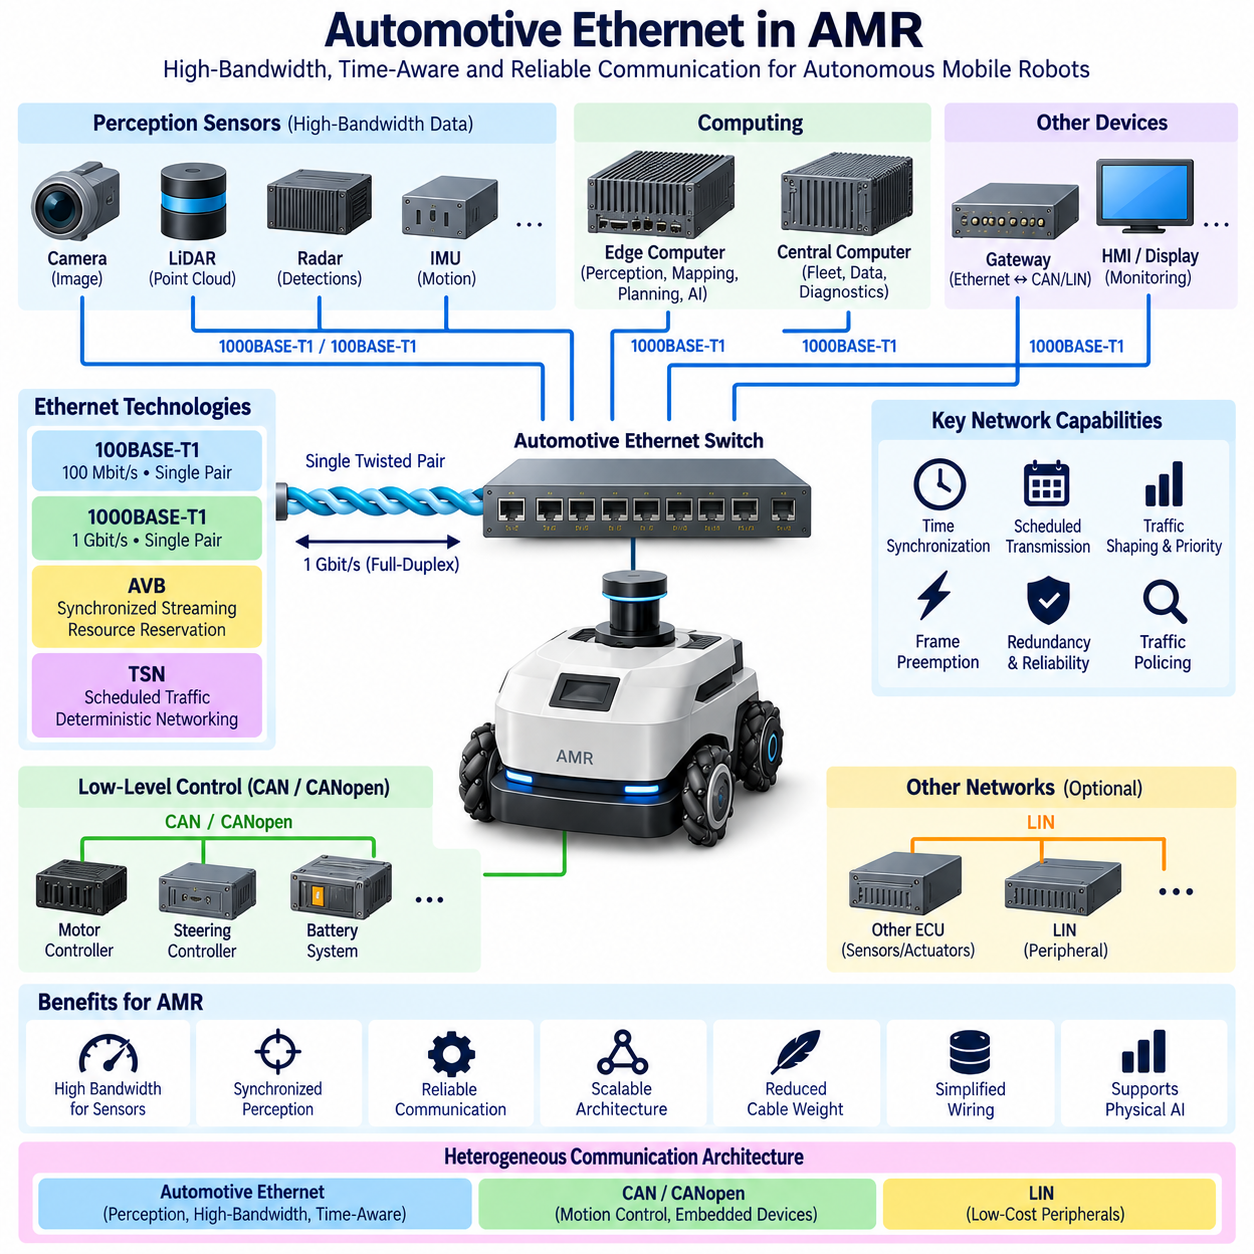 Automotive Ethernet in AMR
High-Bandwidth, Time-Aware and Reliable Communication for Autonomous Mobile Robots
Perception Sensors (High-Bandwidth Data)
Camera
(Image)
LiDAR
(Point Cloud)
Radar
(Detections)
IMU
(Motion)
...
Computing
Edge Computer
(Perception, Mapping,
Planning, AI)
Central Computer
(Fleet, Data,
Diagnostics)
Other Devices
Gateway
(Ethernet ↔ CAN/LIN)
HMI / Display
(Monitoring)
...
1000BASE-T1 / 100BASE-T1
1000BASE-T1
1000BASE-T1
1000BASE-T1
Ethernet Technologies
100BASE-T1
100 Mbit/s • Single Pair
1000BASE-T1
1 Gbit/s • Single Pair
AVB
Synchronized Streaming
Resource Reservation
TSN
Scheduled Traffic
Deterministic Networking
Single Twisted Pair
1 Gbit/s (Full-Duplex)
Automotive Ethernet Switch
AMR
Key Network Capabilities
Time
Synchronization
Scheduled
Transmission
Traffic
Shaping & Priority
Frame
Preemption
Redundancy
& Reliability
Traffic
Policing
Low-Level Control (CAN / CANopen)
CAN / CANopen
Motor
Controller
Steering
Controller
Battery
System
...
Other Networks (Optional)
LIN
Other ECU
(Sensors/Actuators)
LIN
(Peripheral)
...
Benefits for AMR
High Bandwidth
for Sensors
Synchronized
Perception
Reliable
Communication
Scalable
Architecture
Reduced
Cable Weight
Simplified
Wiring
Supports
Physical AI
Heterogeneous Communication Architecture
Automotive Ethernet
(Perception, High-Bandwidth, Time-Aware)
CAN / CANopen
(Motion Control, Embedded Devices)
LIN
(Low-Cost Peripherals)